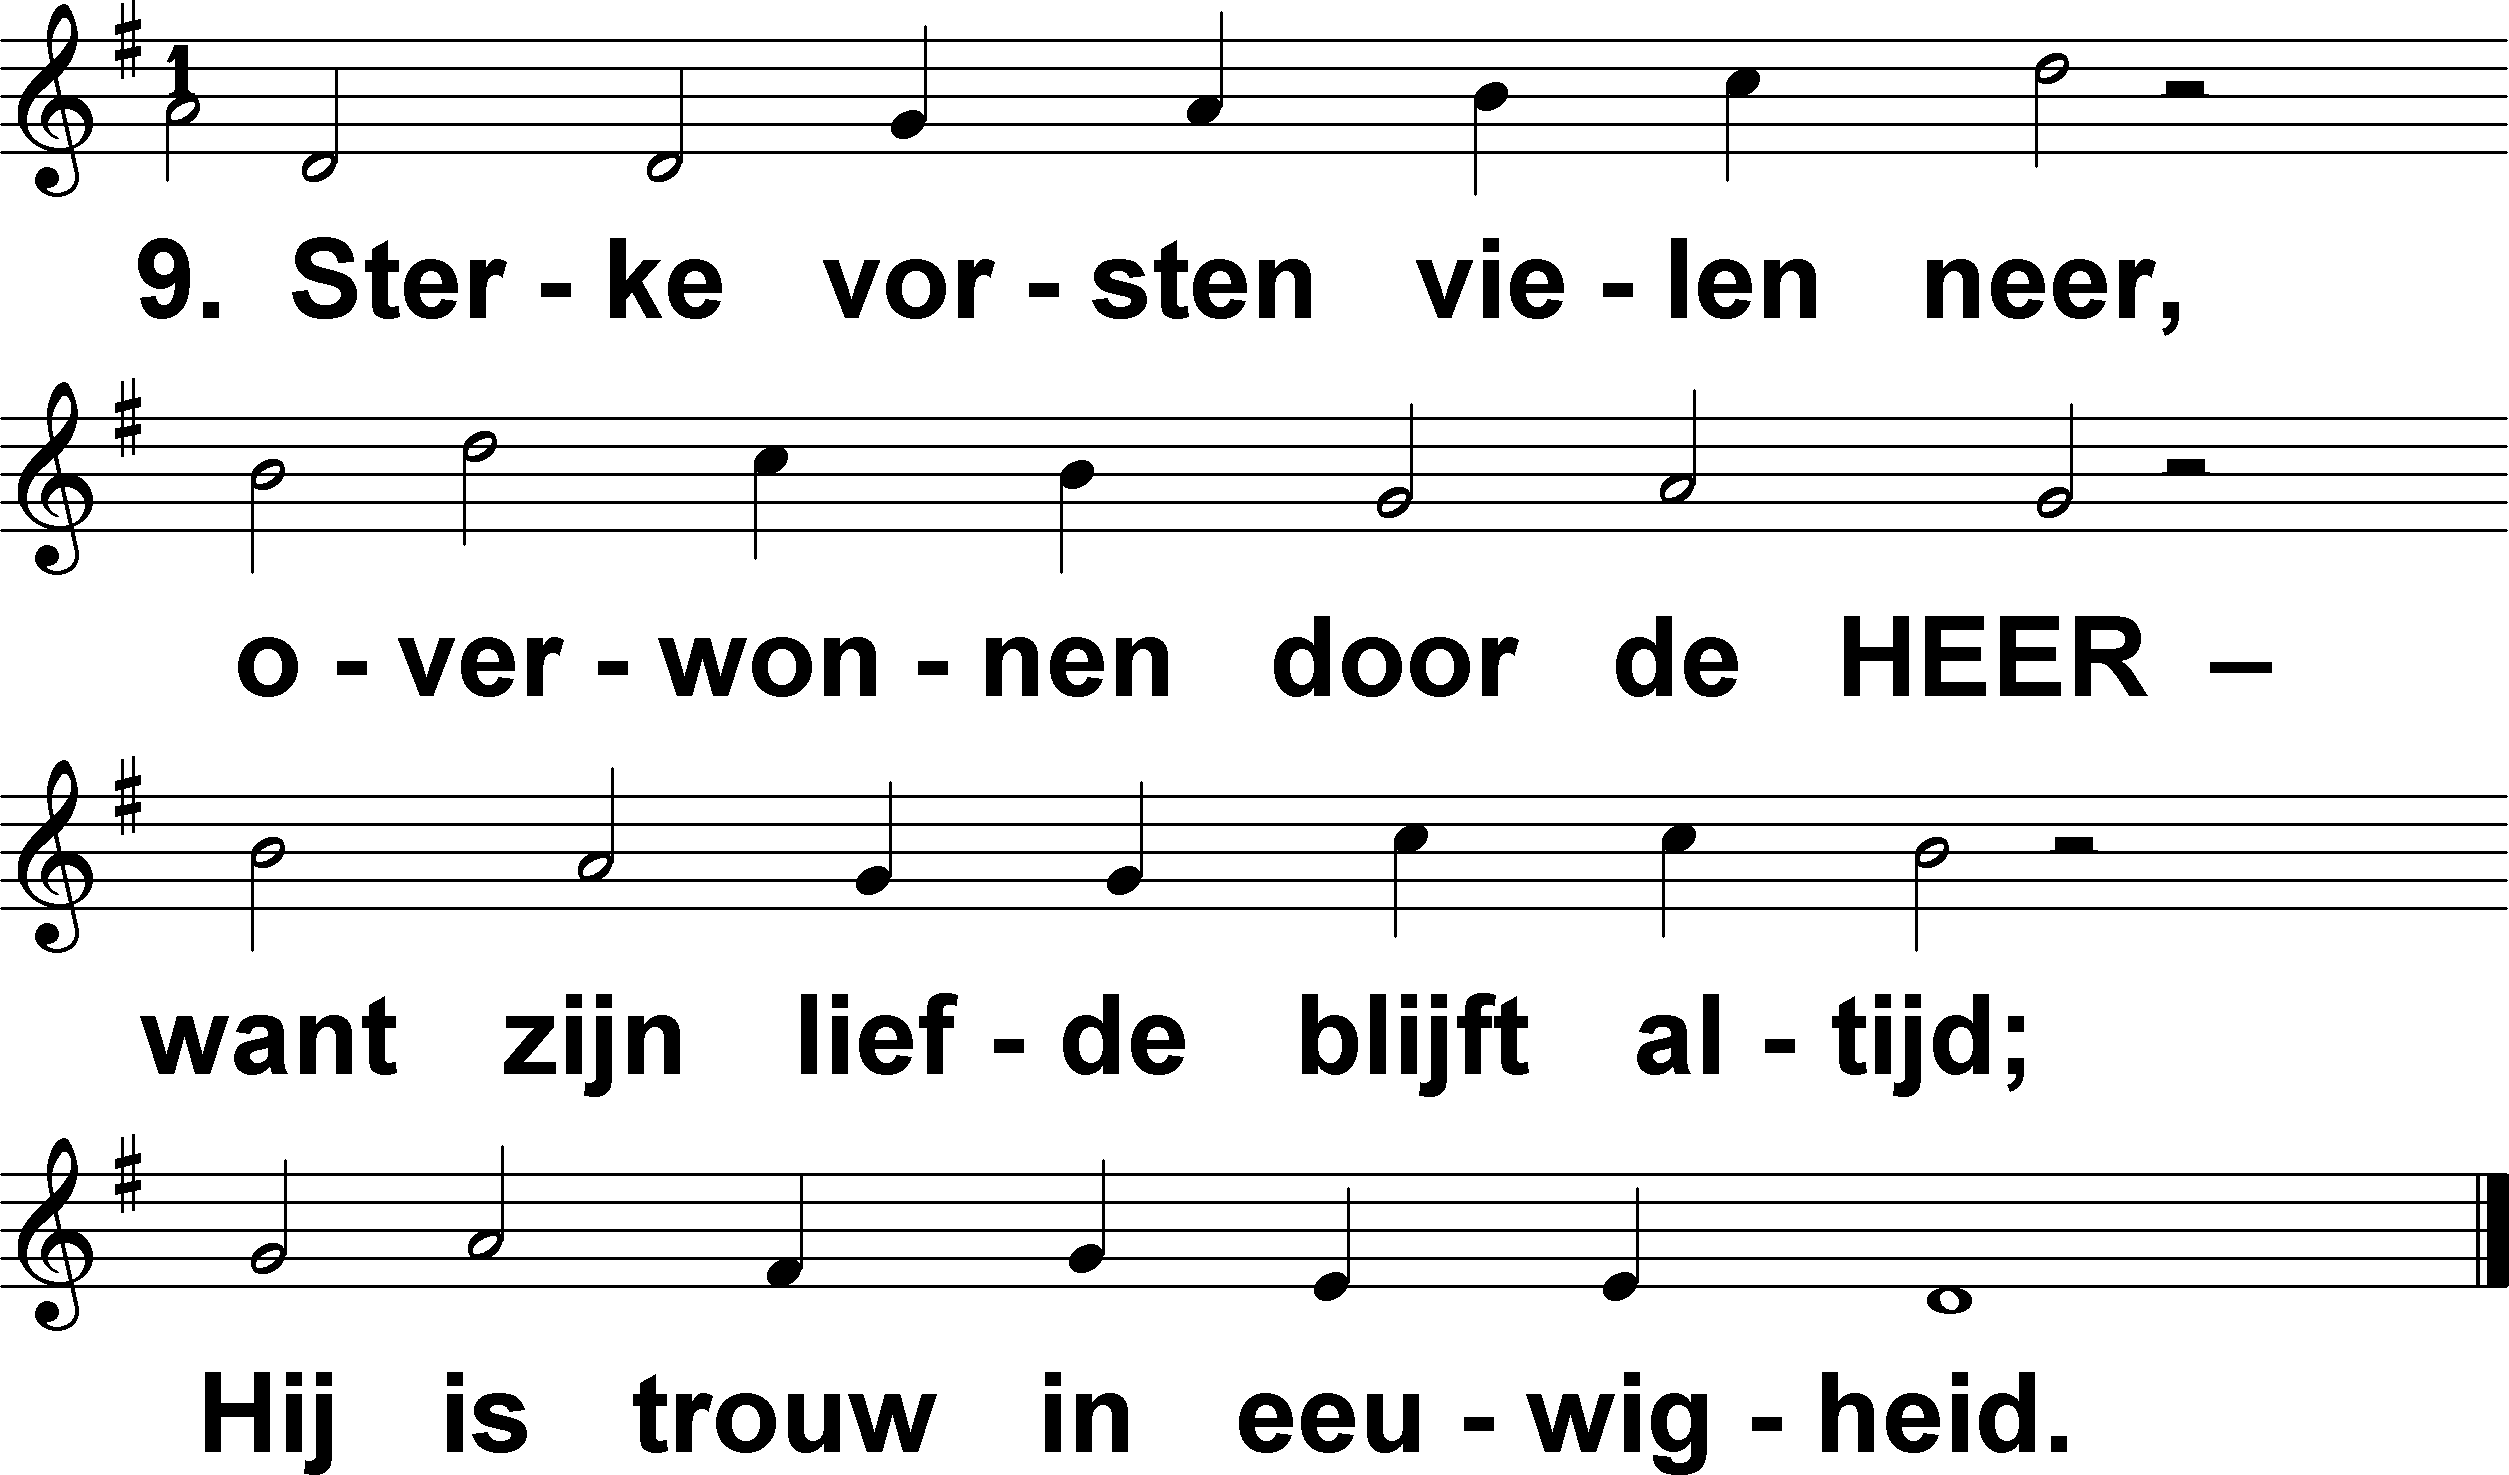 1
9. Ster - ke vor - sten vie - len neer,
o - ver - won - nen door de HEER –
want zijn lief - de blijft al - tijd;
Hij is trouw in eeu - wig - heid.